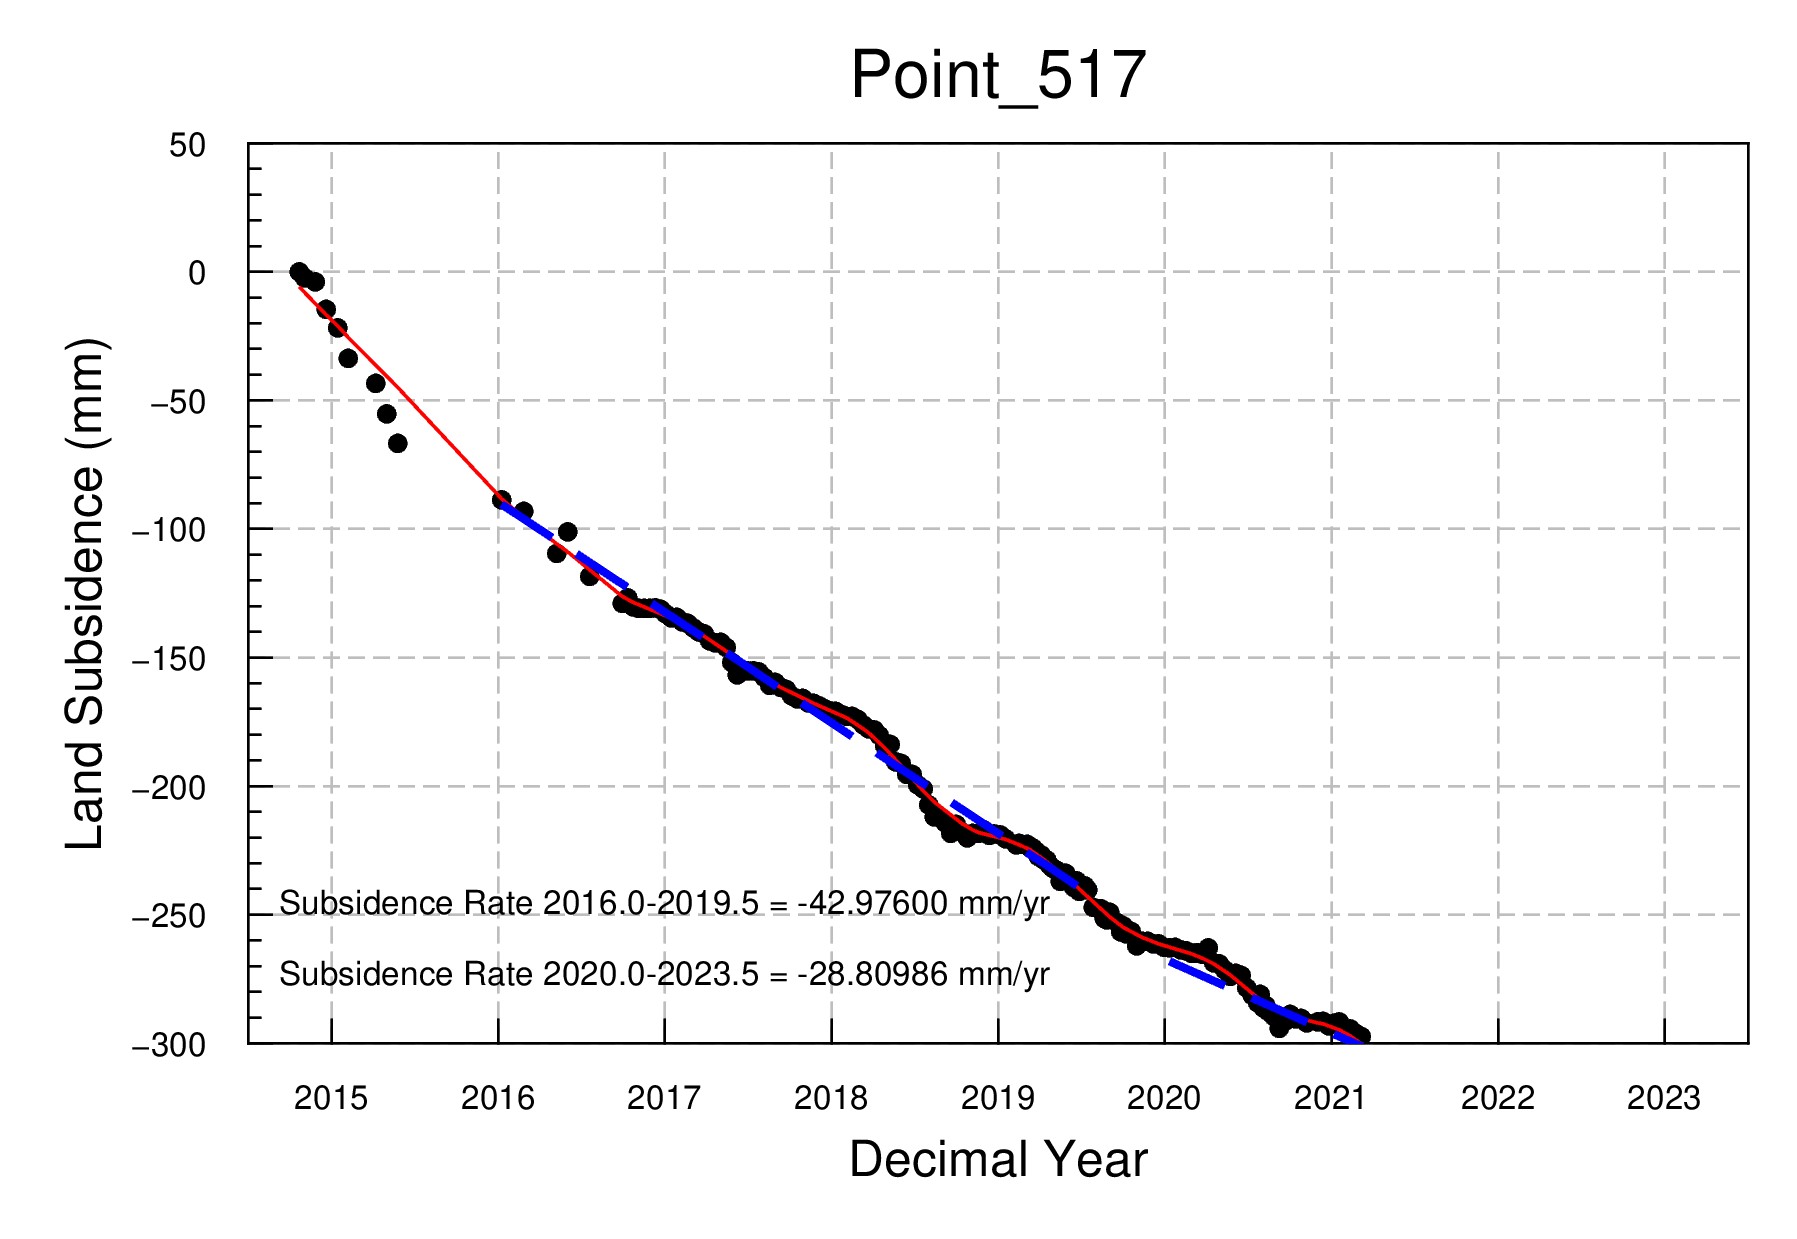 Point_517
50
0
−50
−100
−150
−200
−250
−300
Land Subsidence (mm)
Subsidence Rate 2016.0-2019.5 = -42.97600 mm/yr
Subsidence Rate 2020.0-2023.5 = -28.80986 mm/yr
2015 2016 2017 2018 2019 2020 2021 2022 2023
Decimal Year